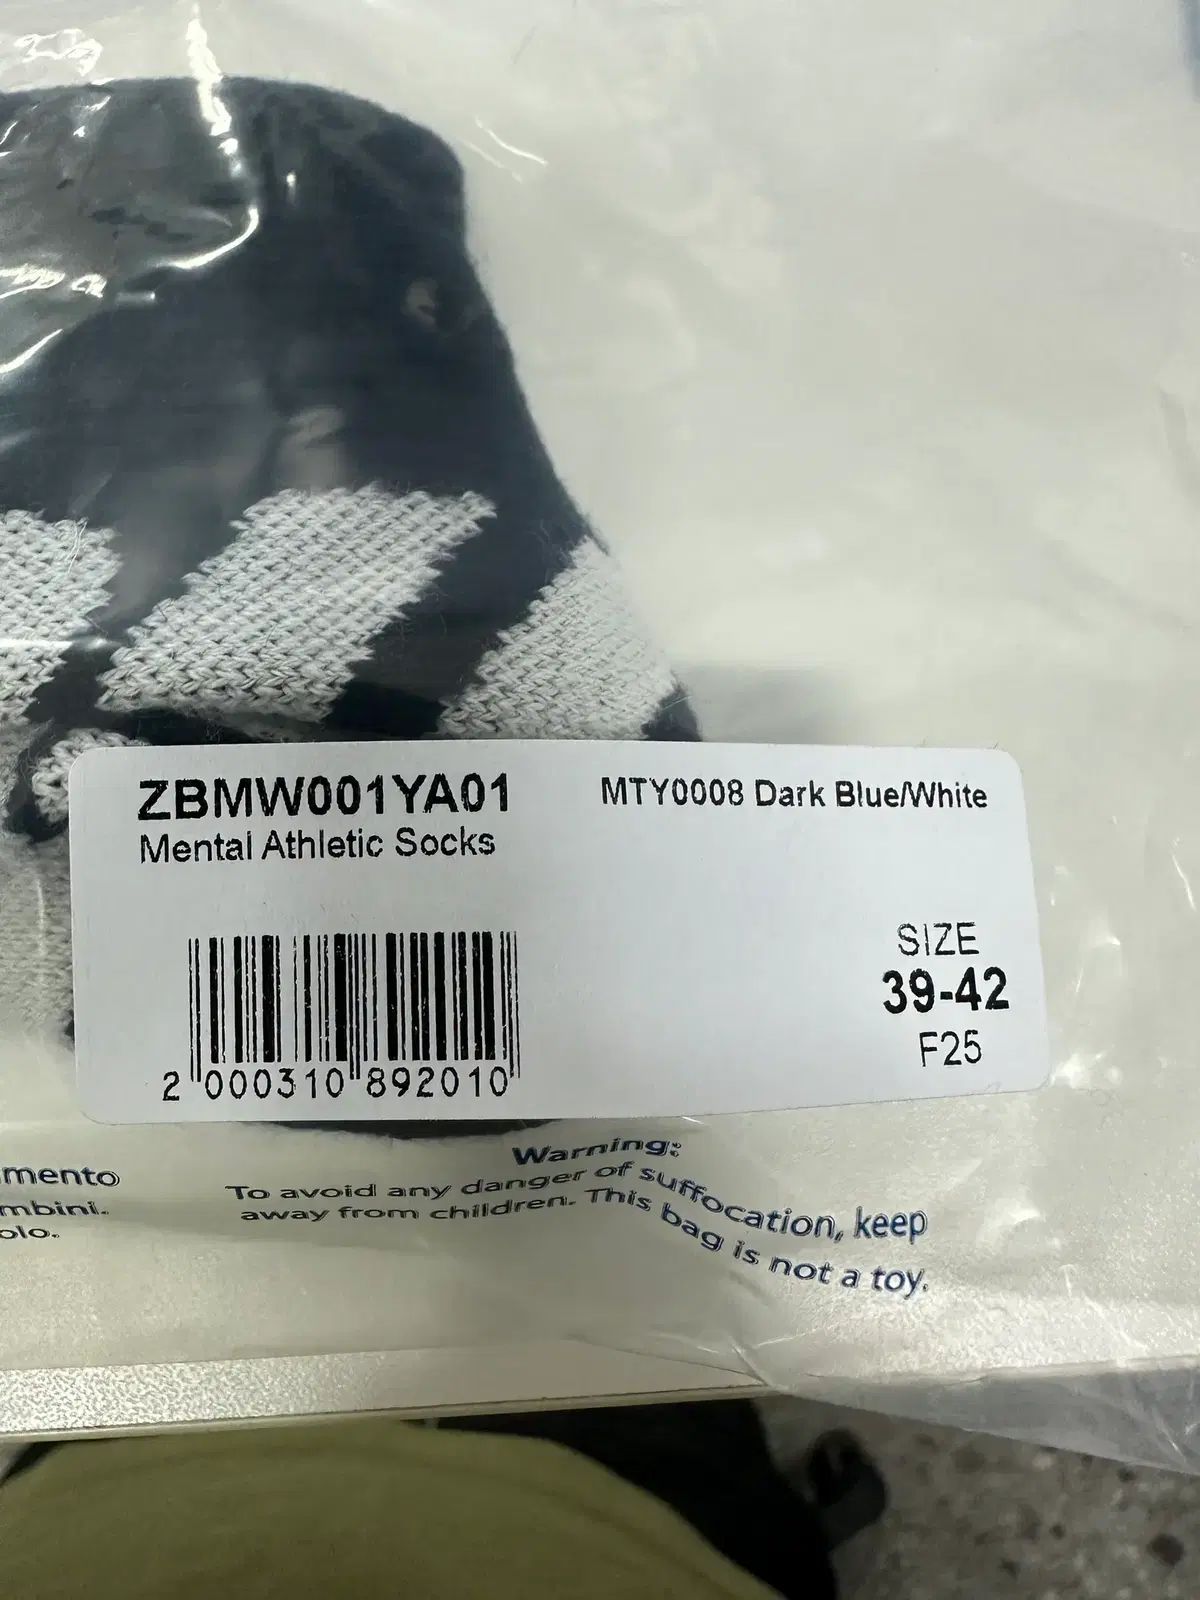 ZBMW001YA01
MTY0008 Dark Blue/White
Mental Athletic Socks
SIZE
39-42
F25
2 000310 892010
mento
mbini.
olo.
Warning:
To avoid any danger of suffocation, keep
away from children. This bag is not a toy.